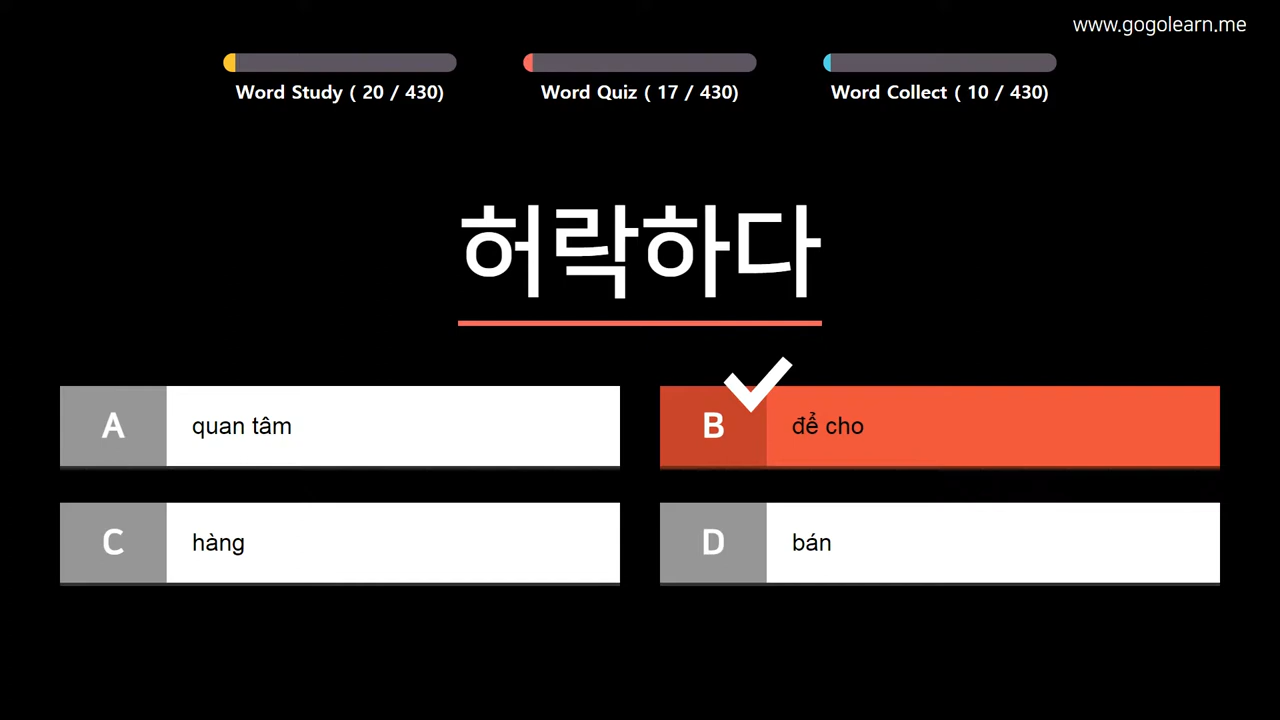 www.gogolearn.me
Word Study ( 20 / 430)
Word Quiz ( 17 / 430)
Word Collect ( 10 / 430)
허락하다
A quan tâm
B để cho
C hàng
D bán